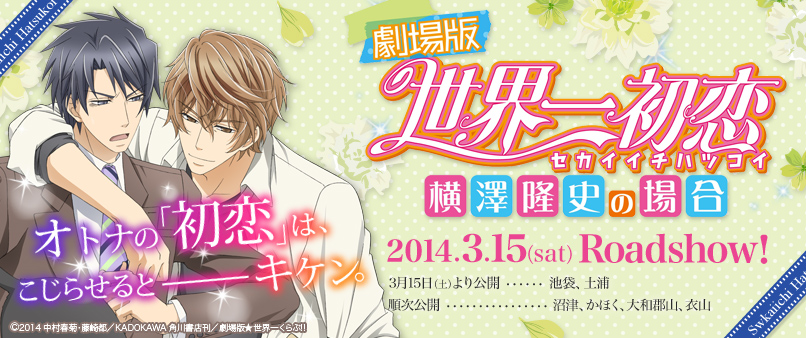 Sekaiichi Hatsukoi
劇場版
世界一初恋
セカイイチハツコイ
横澤隆史の場合
オトナの「初恋」は、
こじらせると――キケン。
2014.3.15(sat) Roadshow!
3月15日(土)より公開 ・・・・・・ 池袋、土浦
順次公開 ・・・・・・・・・・・・・・・・ 沼津、かほく、大和郡山、衣山
©2014 中村春菊・藤崎都／KADOKAWA 角川書店刊／劇場版★世界一くらぶ!!